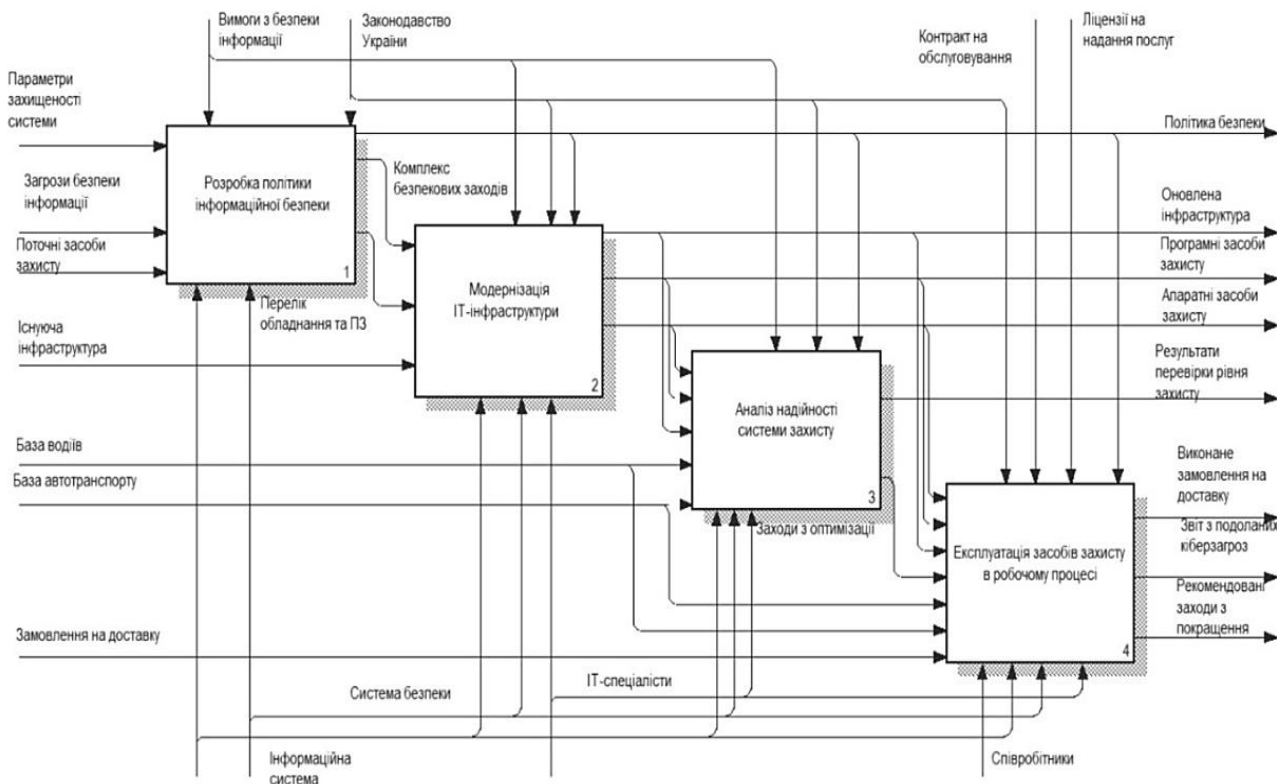 Вимоги з безпеки
інформації
Законодавство
України
Контракт на
обслуговування
Ліцензії на
надання послуг
Параметри
захищеності
системи
Загрози безпеки
інформації
Поточні засоби
захисту
Розробка політики
інформаційної безпеки
1
Комплекс
безпекових заходів
Політика безпеки
Перелік
обладнання та ПЗ
Існуюча
інфраструктура
Модернізація
ІТ-інфраструктури
2
Оновлена
інфраструктура
Програмні засоби
захисту
Апаратні засоби
захисту
Результати
перевірки рівня
захисту
Аналіз надійності
системи захисту
3
База водіїв
База автотранспорту
Заходи з оптимізації
Експлуатація засобів захисту
в робочому процесі
4
Виконане
замовлення на
доставку
Звіт з подоланих
кіберзагроз
Рекомендовані
заходи з
покращення
Замовлення на доставку
Система безпеки
ІТ-спеціалісти
Інформаційна
система
Співробітники